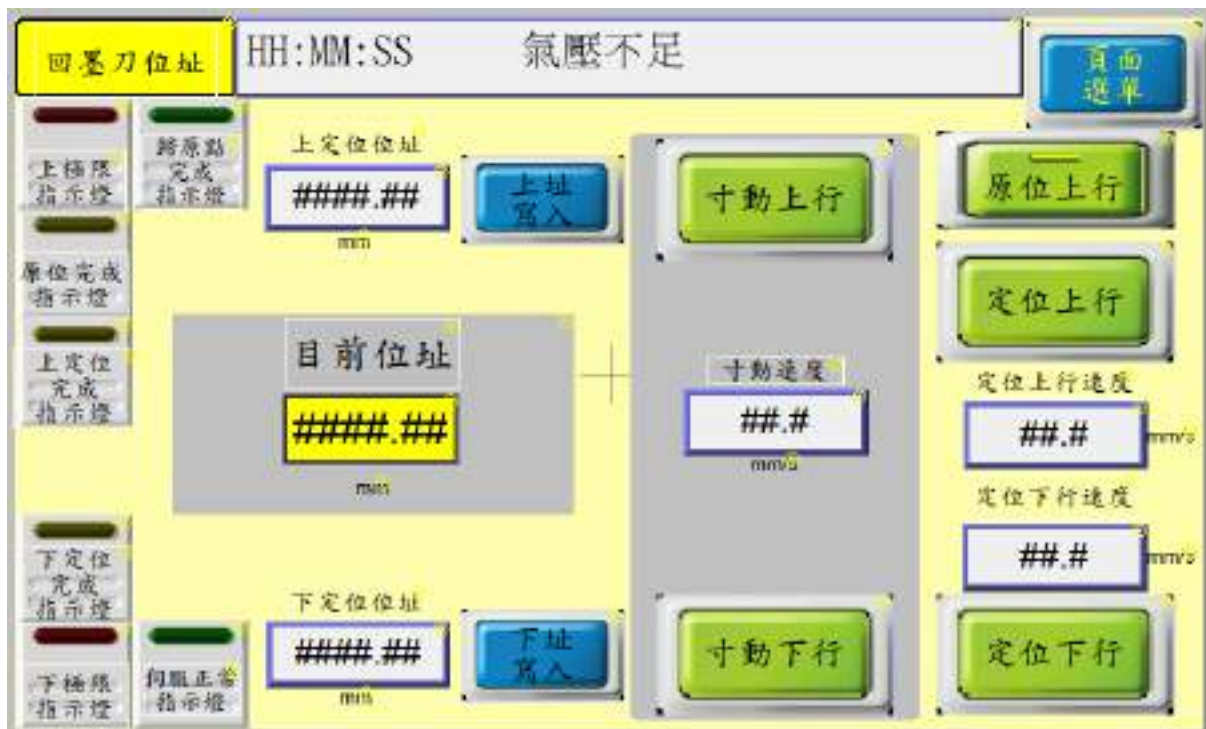 回墨刀位址
HH:MM:SS 氣壓不足
頁面
選單
上極限
指示燈
歸原點
完成
指示燈
上定位位址
####.##
mm
上址
寫入
寸動上行
原位上行
原位完成
指示燈
定位上行
上定位
完成
指示燈
目前位址
####.##
mm
寸動速度
##.#
mm/s
定位上行速度
##.#
mm/s
定位下行速度
##.#
mm/s
下定位
完成
指示燈
下定位位址
####.##
mm
下址
寫入
寸動下行
定位下行
下極限
指示燈
伺服正常
指示燈